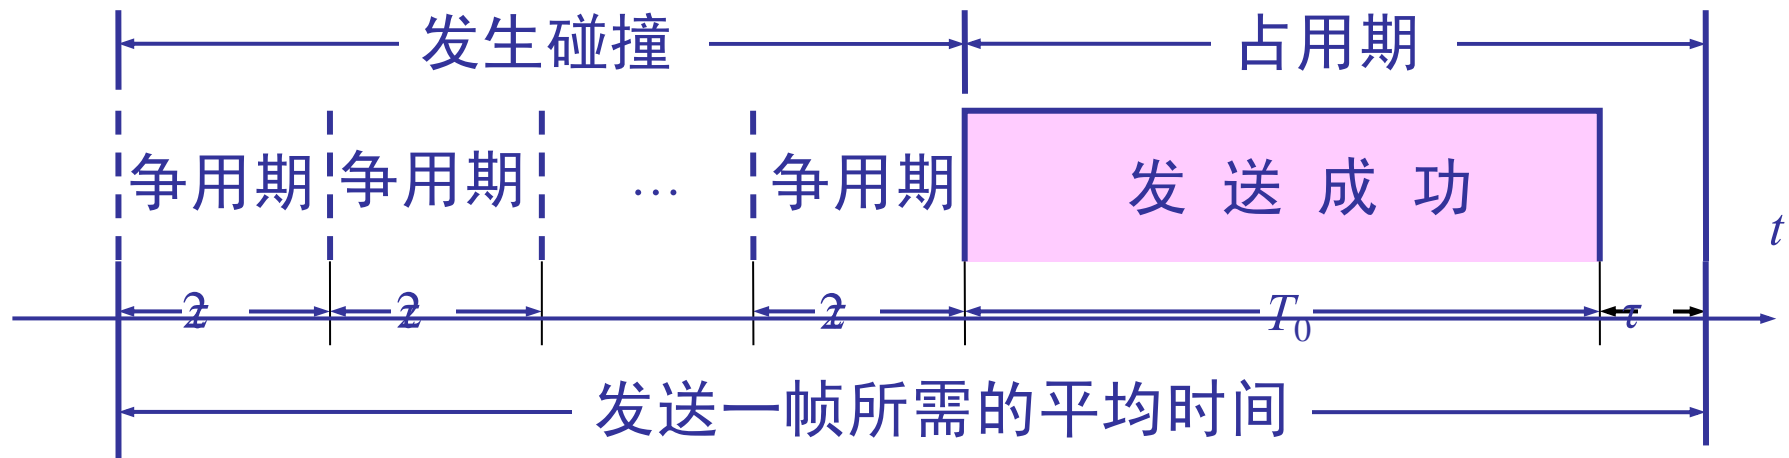 发生碰撞 占用期
争用期 争用期 … 争用期 发送成功
t
2τ 2τ 2τ T0 τ
发送一帧所需的平均时间